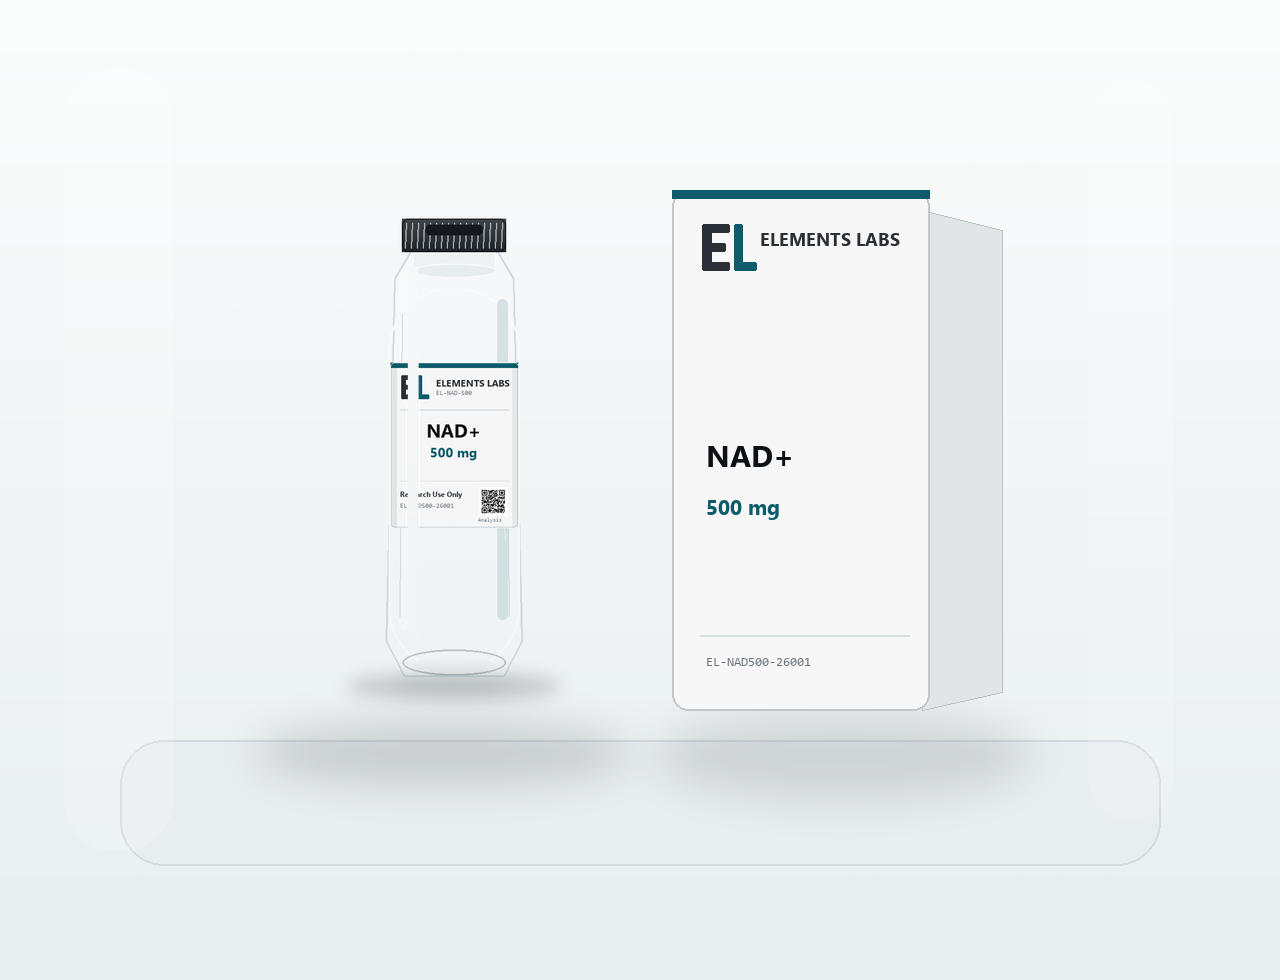 EL ELEMENTS LABS
EL-NAD-500
NAD+
500 mg
Research Use Only
Analysis
EL ELEMENTS LABS
NAD+
500 mg
EL-NAD500-26001